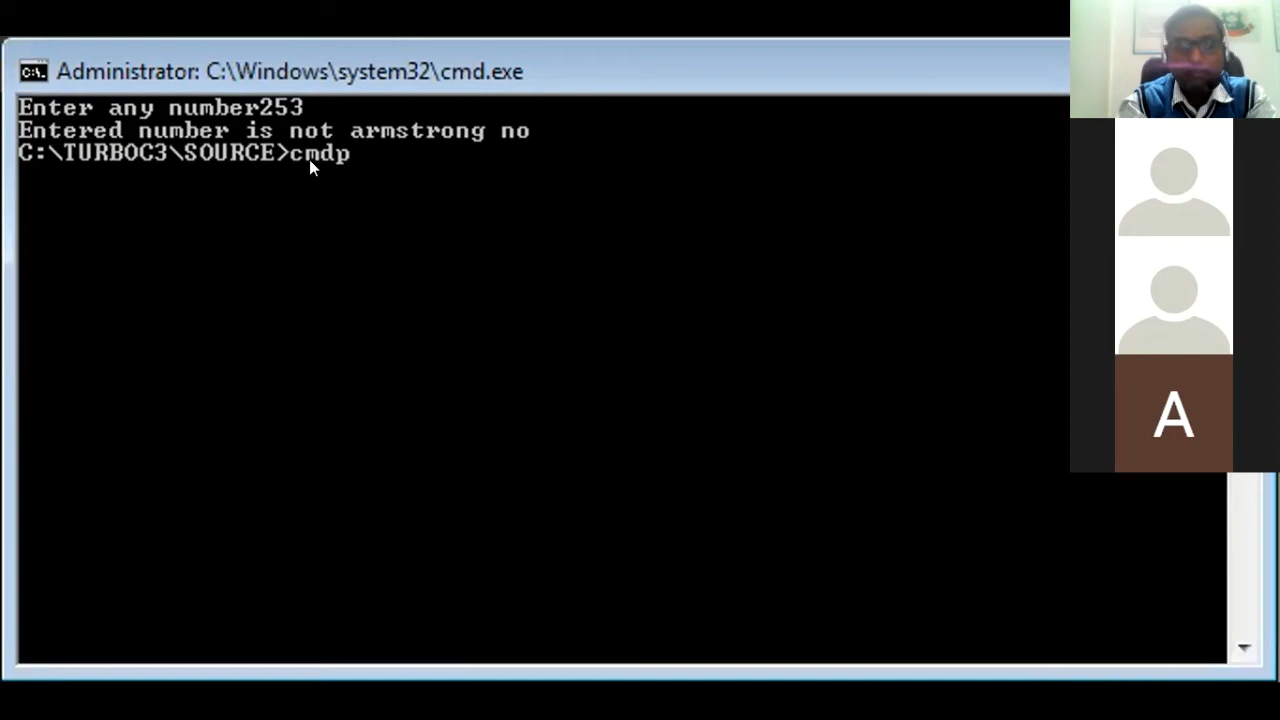 Administrator: C:\Windows\system32\cmd.exe
Enter any number253
Entered number is not armstrong no
C:\TURBOC3\SOURCE>cmdp
A